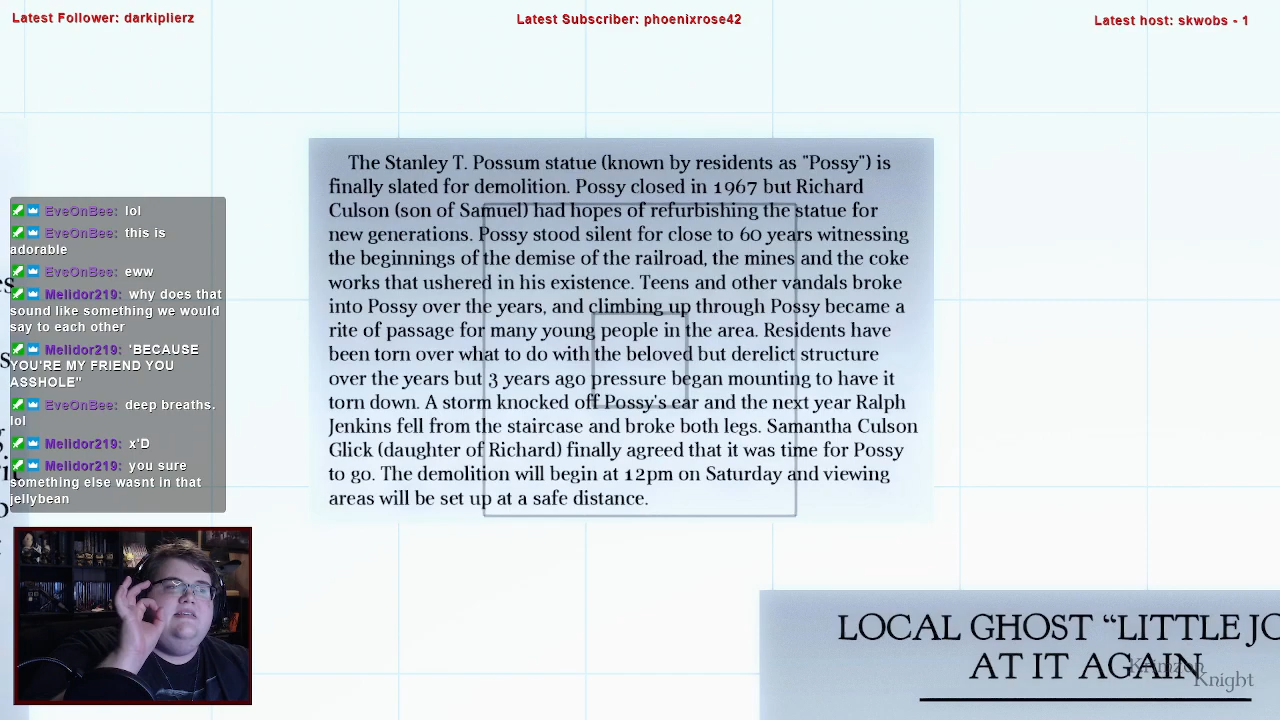 Latest Follower: darkiplierz
Latest Subscriber: phoenixrose42
Latest host: skwobs - 1
The Stanley T. Possum statue (known by residents as "Possy") is
finally slated for demolition. Possy closed in 1967 but Richard
Culson (son of Samuel) had hopes of refurbishing the statue for
new generations. Possy stood silent for close to 60 years witnessing
the beginnings of the demise of the railroad, the mines and the coke
works that ushered in his existence. Teens and other vandals broke
into Possy over the years, and climbing up through Possy became a
rite of passage for many young people in the area. Residents have
been torn over what to do with the beloved but derelict structure
over the years but 3 years ago pressure began mounting to have it
torn down. A storm knocked off Possy's ear and the next year Ralph
Jenkins fell from the staircase and broke both legs. Samantha Culson
Glick (daughter of Richard) finally agreed that it was time for Possy
to go. The demolition will begin at 12pm on Saturday and viewing
areas will be set up at a safe distance.
EveOnBee: lol
EveOnBee: this is
adorable
EveOnBee: eww
Melidor219: why does that
sound like something we would
say to each other
Melidor219: 'BECAUSE
YOU'RE MY FRIEND YOU
ASSHOLE"
EveOnBee: deep breaths.
lol
Melidor219: x'D
Melidor219: you sure
something else wasnt in that
jellybean
LOCAL GHOST “LITTLE JO
AT IT AGAIN
Knight